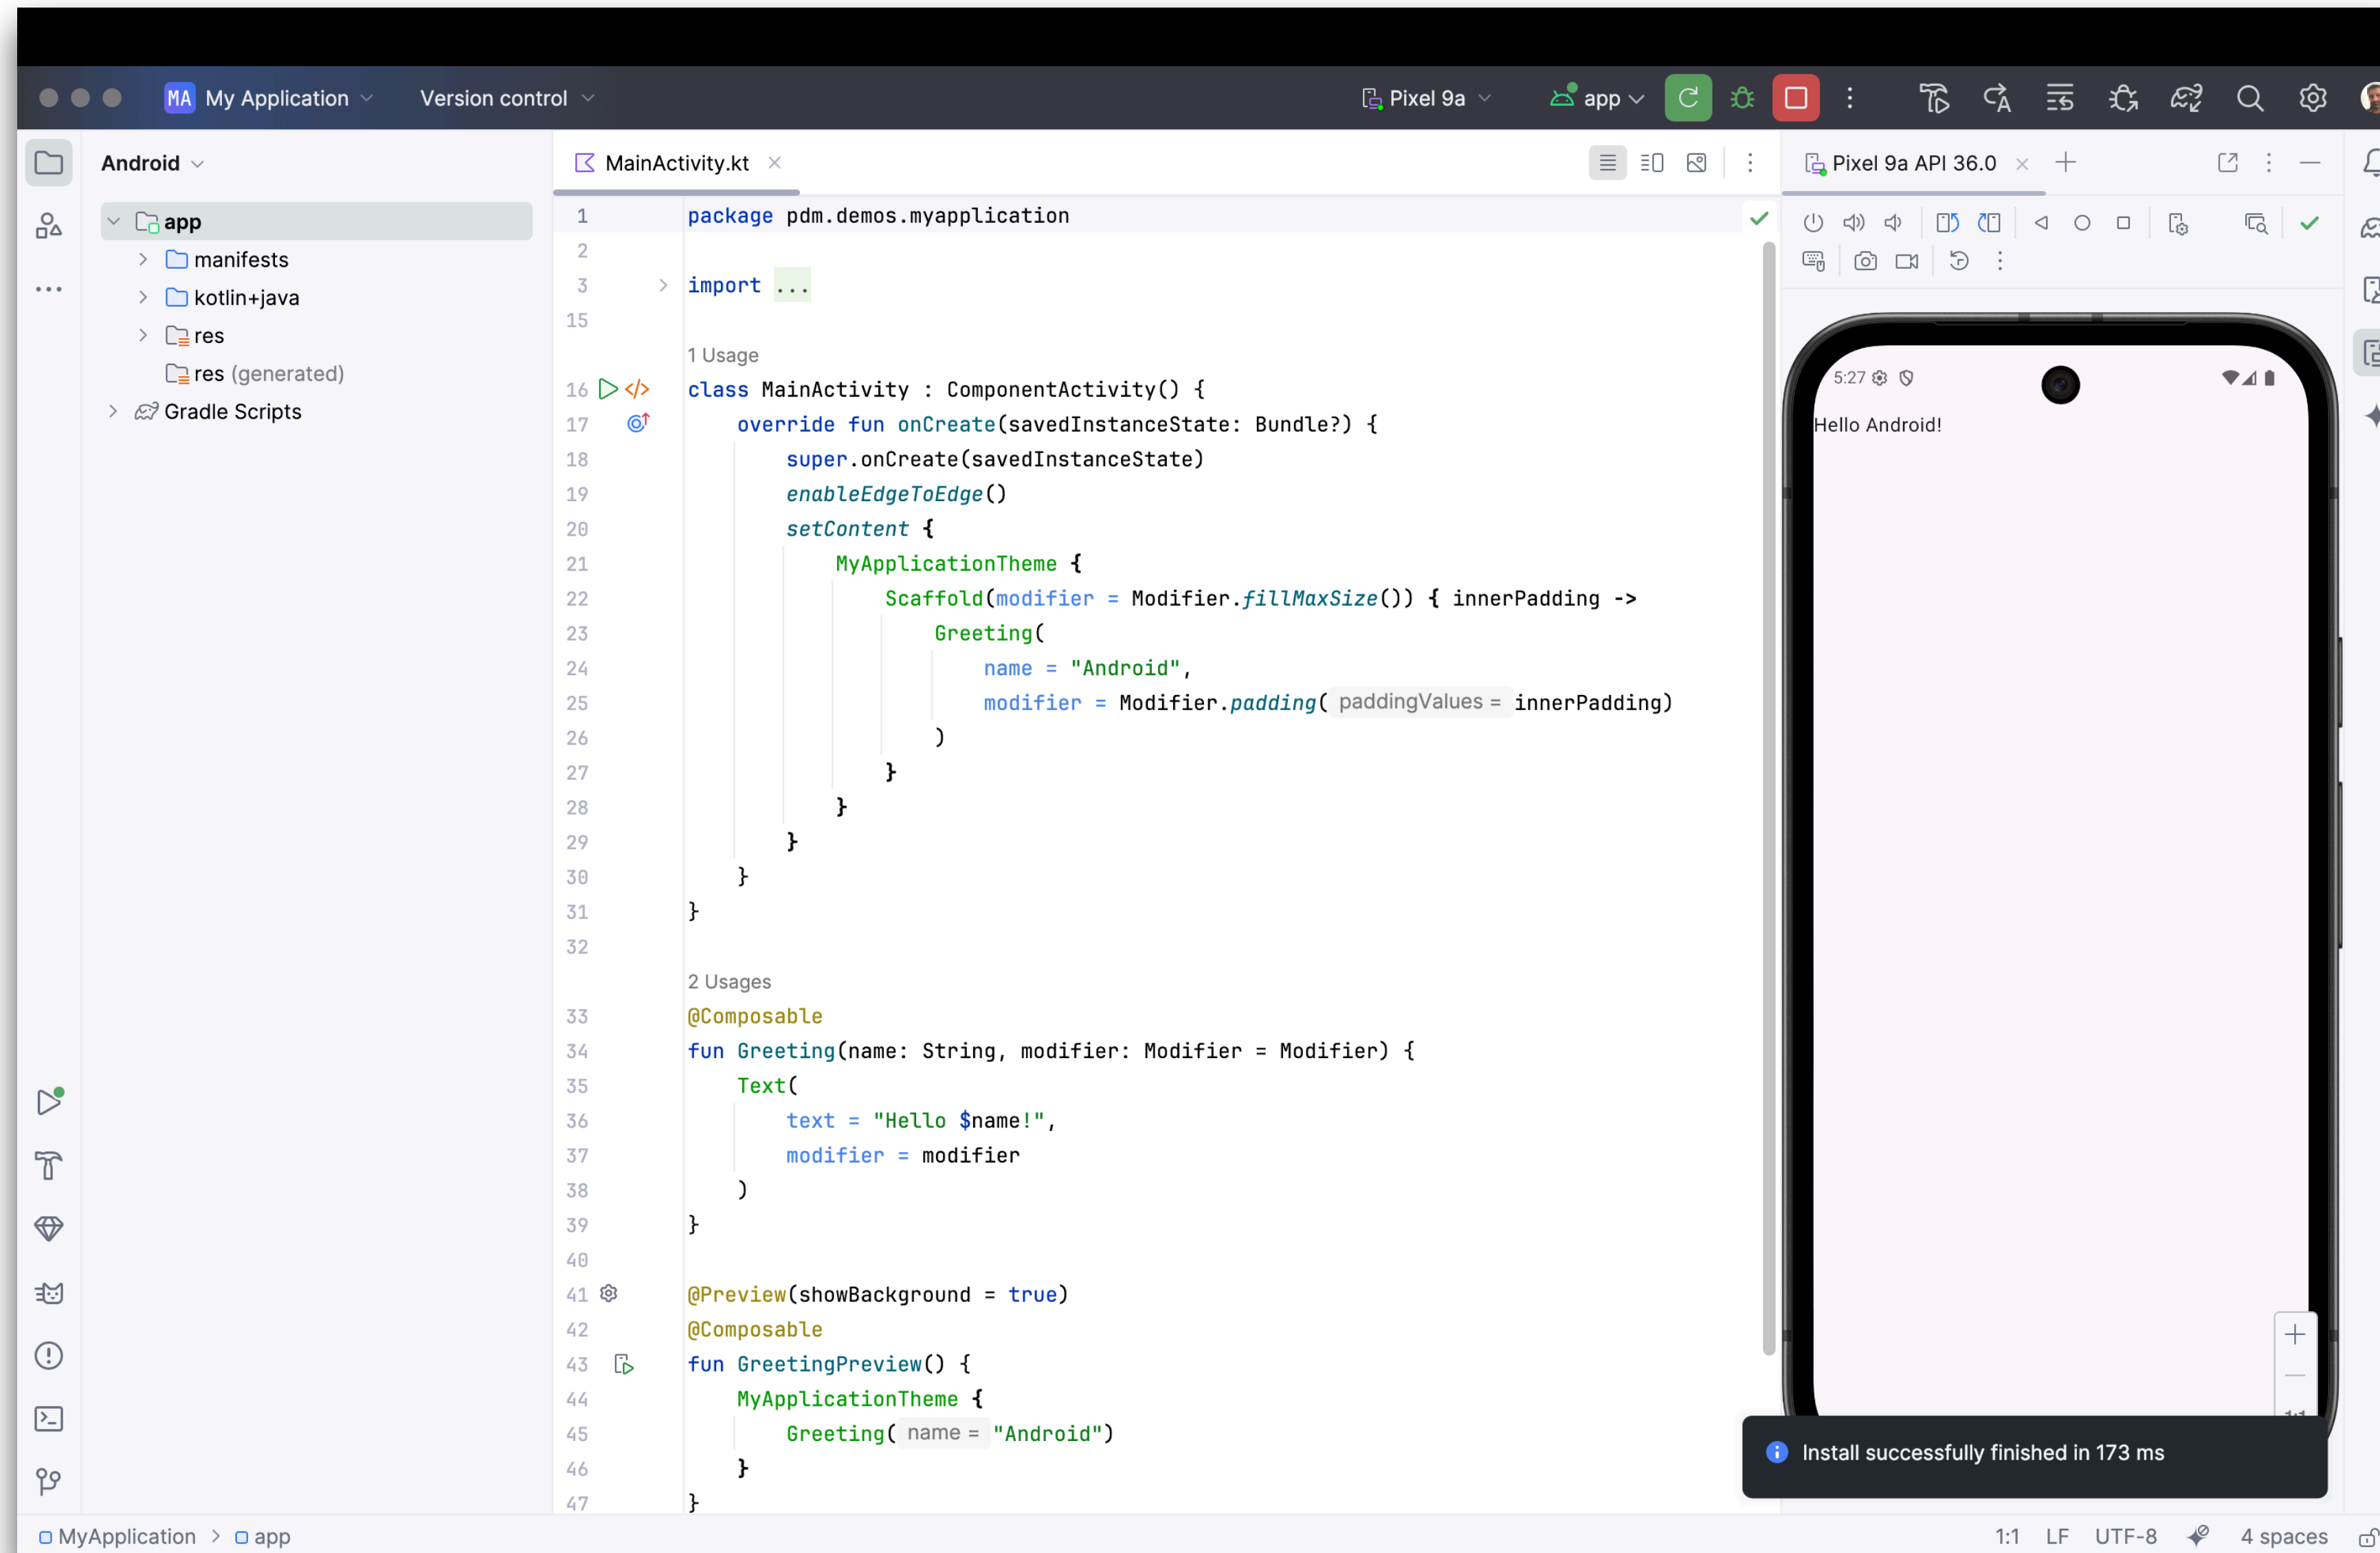 MA My Application Version control Pixel 9a app
Android
app
manifests
kotlin+java
res
res (generated)
Gradle Scripts
MainActivity.kt
1 package pdm.demos.myapplication
2
3 import ...
15
1 Usage
16 class MainActivity : ComponentActivity() {
17 override fun onCreate(savedInstanceState: Bundle?) {
18 super.onCreate(savedInstanceState)
19 enableEdgeToEdge()
20 setContent {
21 MyApplicationTheme {
22 Scaffold(modifier = Modifier.fillMaxSize()) { innerPadding ->
23 Greeting(
24 name = "Android",
25 modifier = Modifier.padding( paddingValues = innerPadding)
26 )
27 }
28 }
29 }
30 }
31 }
32
2 Usages
33 @Composable
34 fun Greeting(name: String, modifier: Modifier = Modifier) {
35 Text(
36 text = "Hello $name!",
37 modifier = modifier
38 )
39 }
40
41 @Preview(showBackground = true)
42 @Composable
43 fun GreetingPreview() {
44 MyApplicationTheme {
45 Greeting( name = "Android")
46 }
47 }
Pixel 9a API 36.0
5:27
Hello Android!
Install successfully finished in 173 ms
MyApplication > app 1:1 LF UTF-8 4 spaces